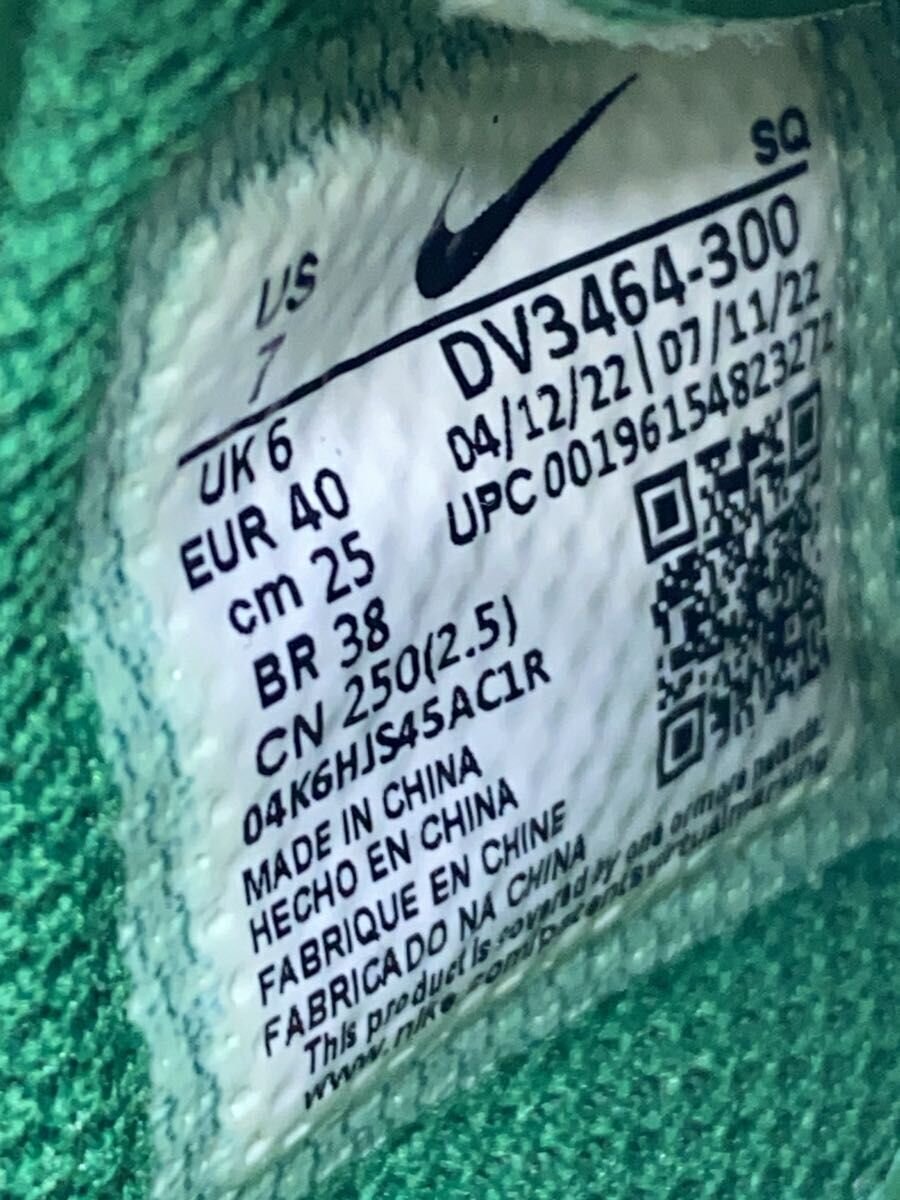 SQ
US
7
DV3464-300
04/12/22 | 07/11/22
UPC 00196154823271
UK 6
EUR 40
cm 25
BR 38
CN 250(2.5)
04K6HJS45AC1R
MADE IN CHINA
HECHO EN CHINA
FABRIQUE EN CHINE
FABRICADO NA CHINA
This product is covered by one or more patents.
www.nike.com/patentsvirtualmarking